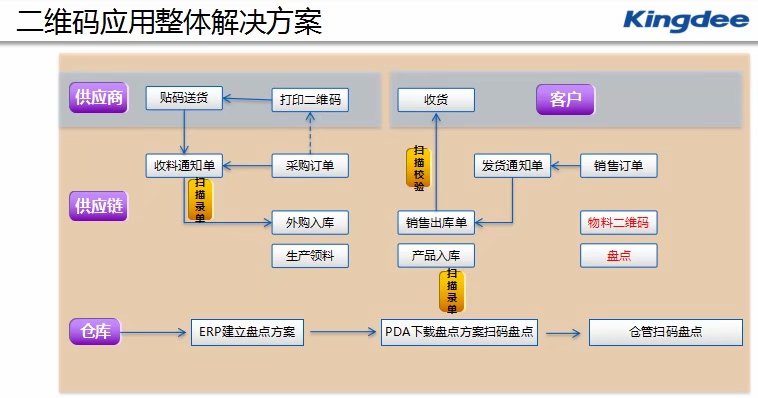 二维码应用整体解决方案
Kingdee
供应商
贴码送货
打印二维码
收货
客户
收料通知单
采购订单
扫描校验
发货通知单
销售订单
扫描录单
供应链
外购入库
销售出库单
物料二维码
生产领料
产品入库
盘点
扫描录单
仓库
ERP建立盘点方案
PDA下载盘点方案扫码盘点
仓管扫码盘点